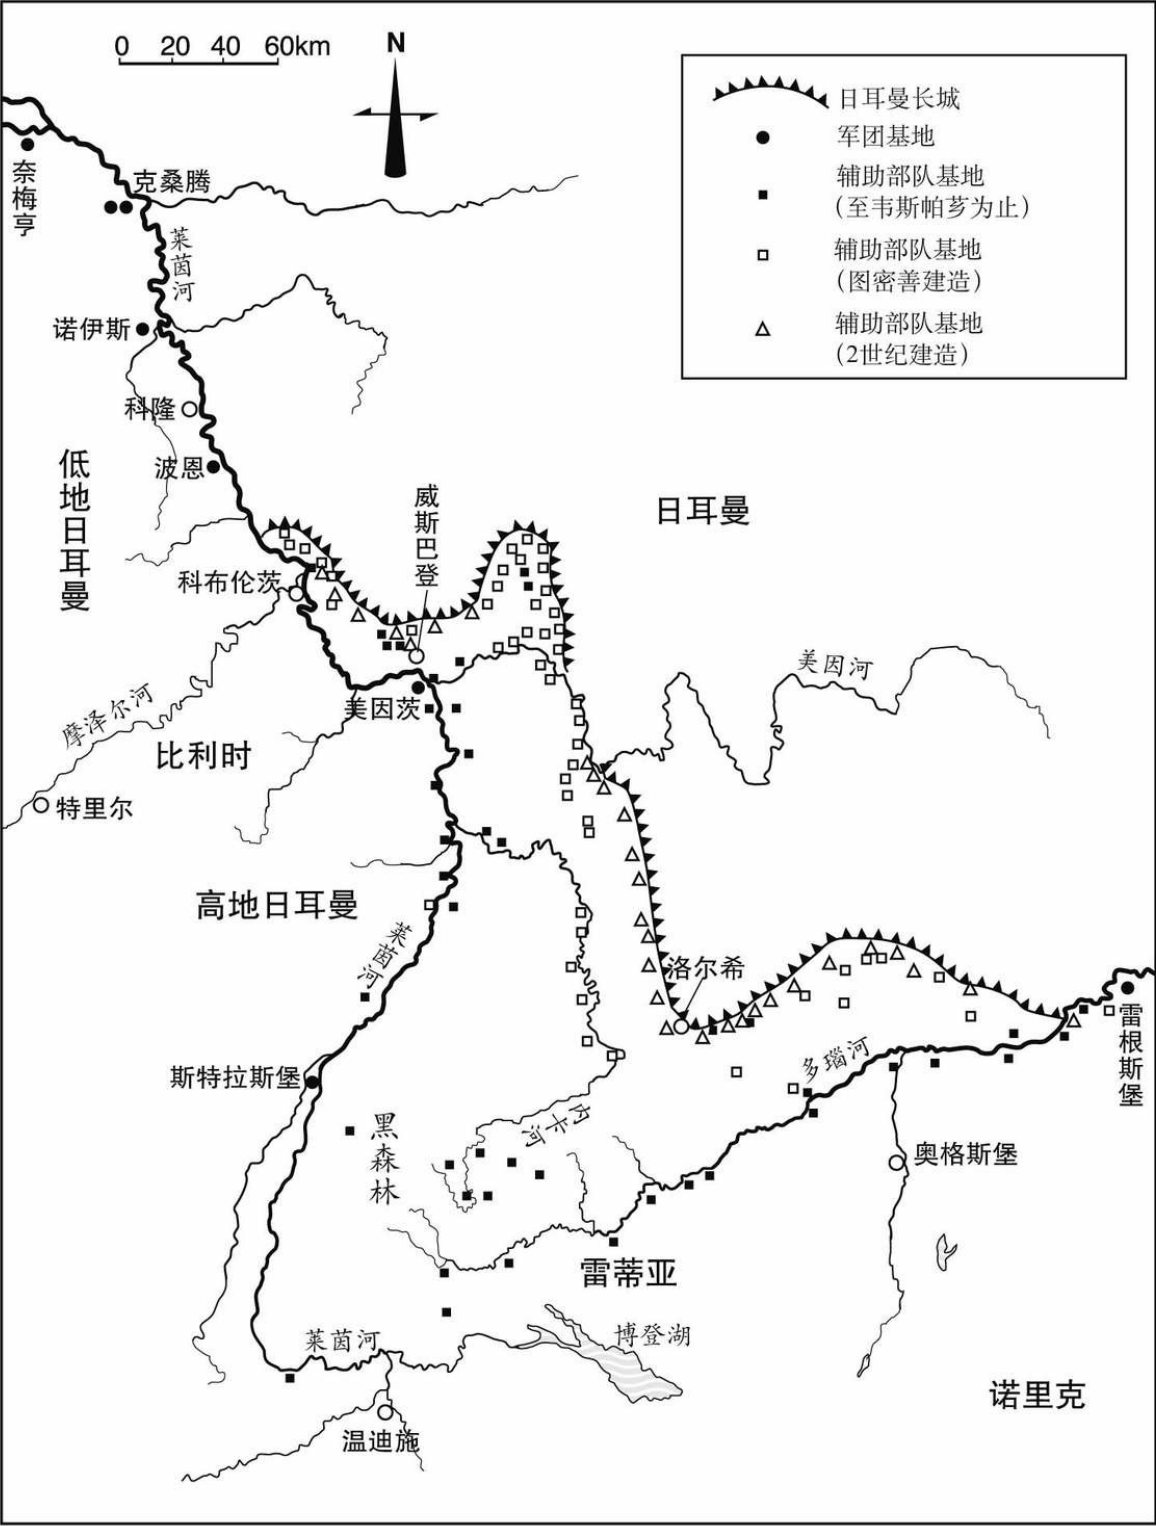 0 20 40 60km
N
日耳曼长城
军团基地
辅助部队基地
（至韦斯帕芗为止）
辅助部队基地
（图密善建造）
辅助部队基地
（2世纪建造）
奈梅亨
克桑腾
莱茵河
诺伊斯
科隆
波恩
低地日耳曼
威斯巴登
日耳曼
科布伦茨
美因河
摩泽尔河
美因茨
比利时
特里尔
高地日耳曼
莱茵河
洛尔希
雷根斯堡
多瑙河
斯特拉斯堡
黑森林
内卡河
奥格斯堡
雷蒂亚
莱茵河
博登湖
诺里克
温迪施